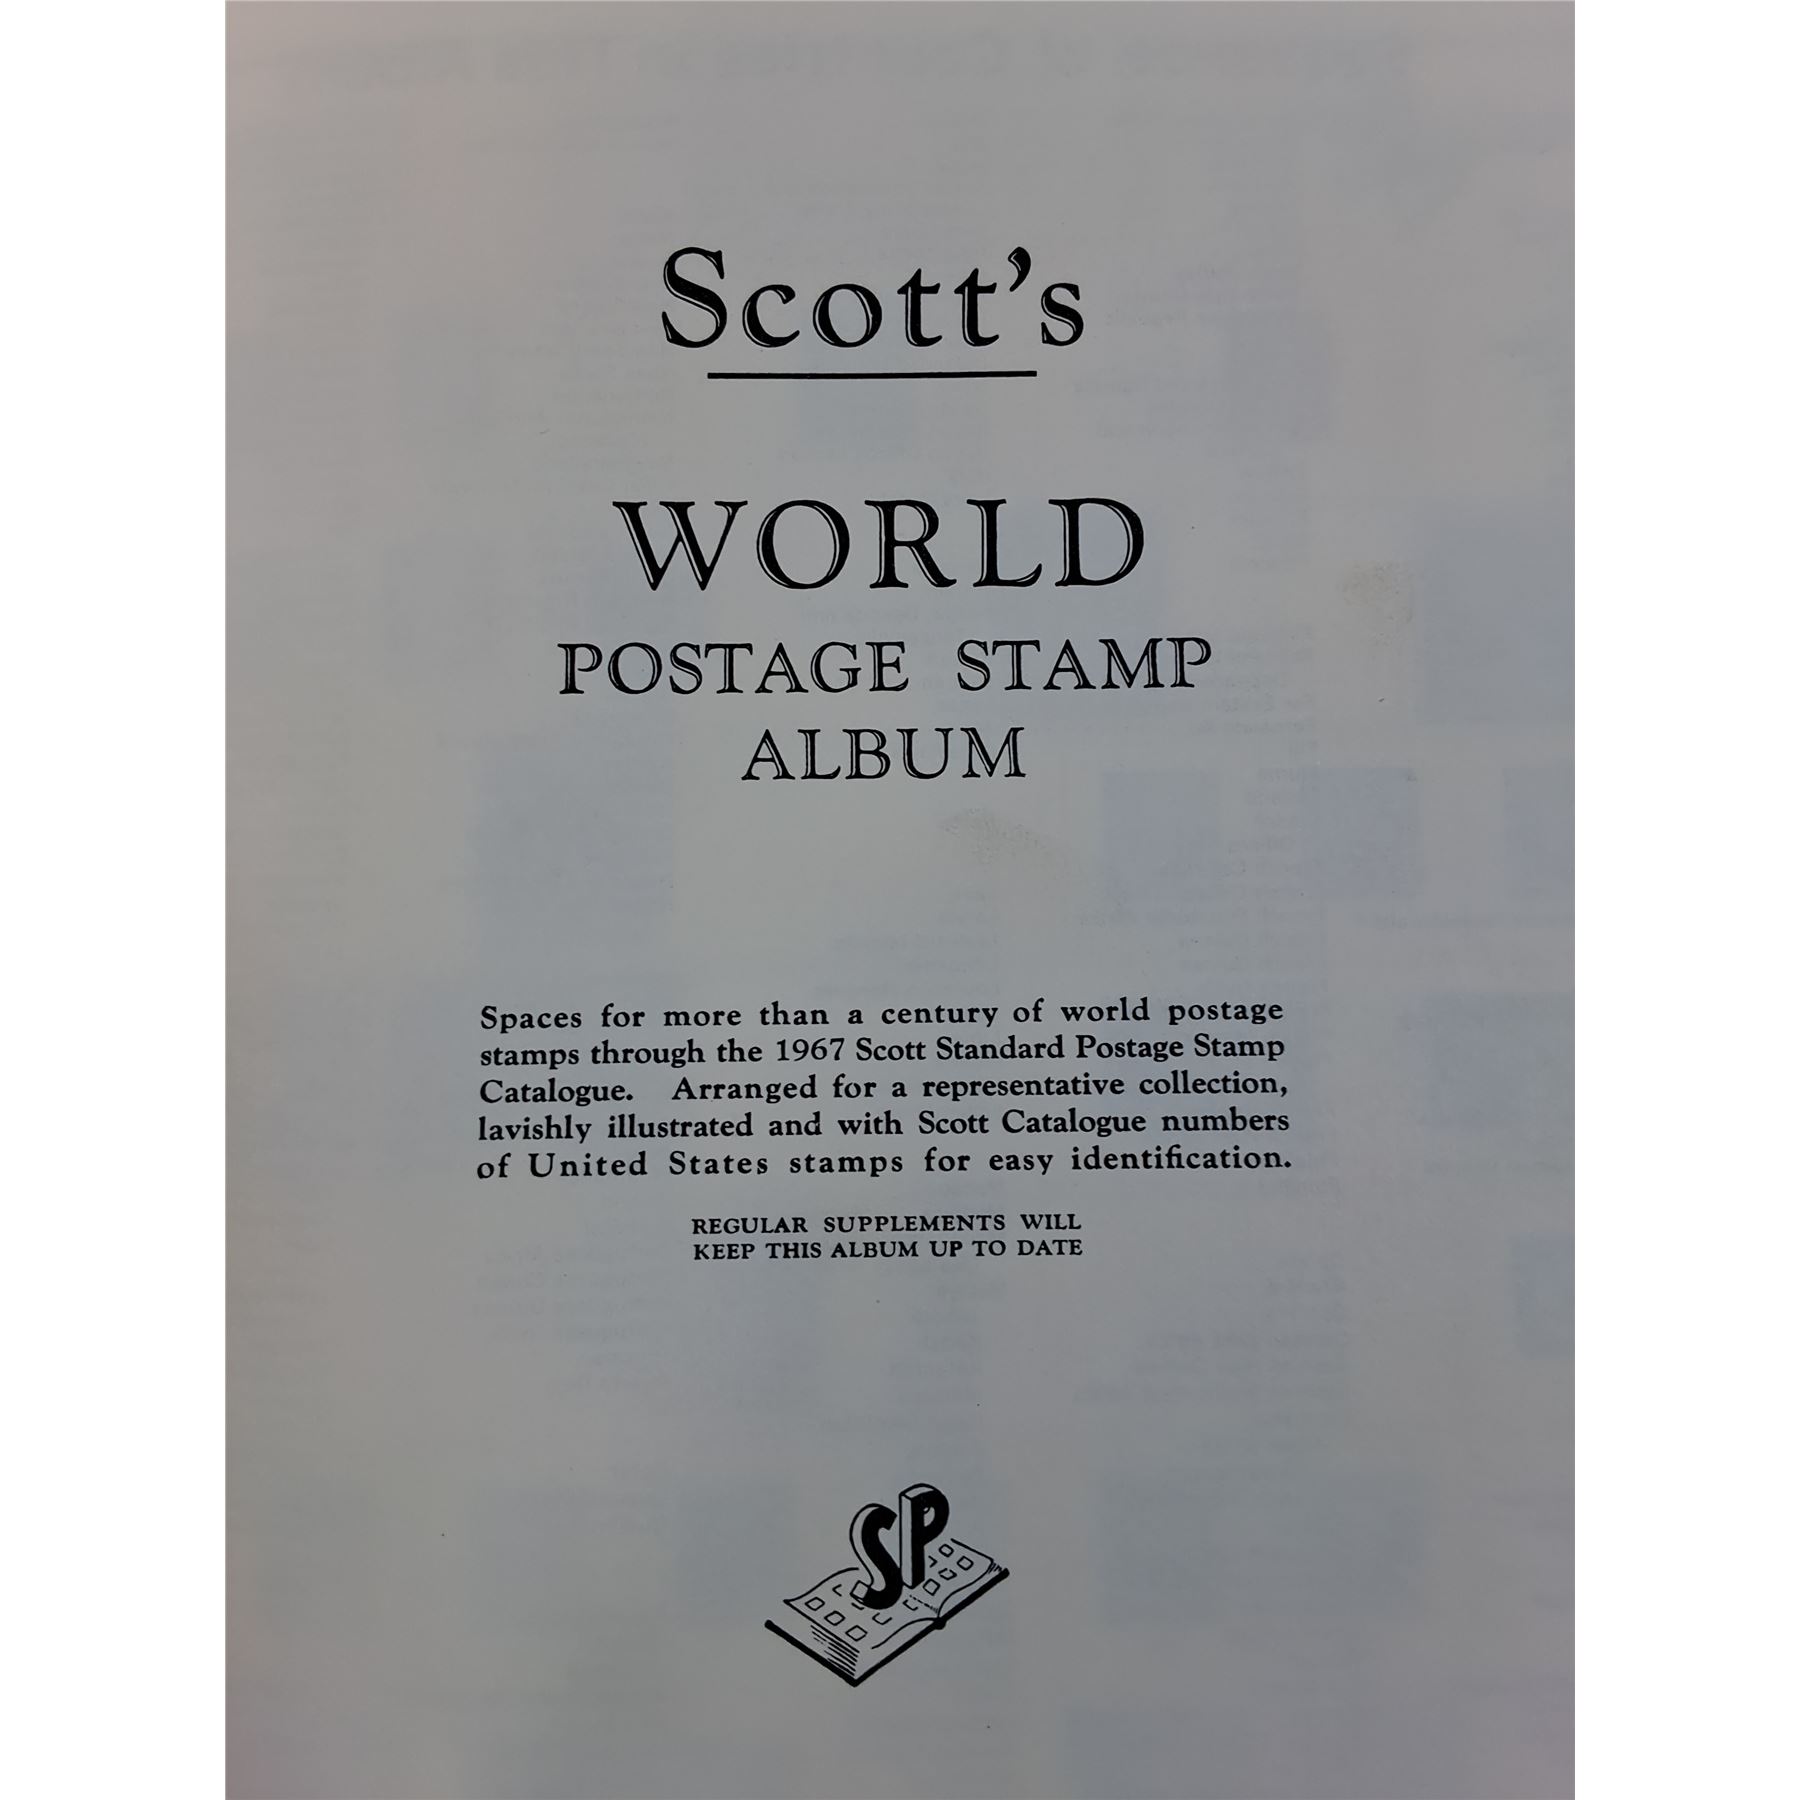 Scott's
WORLD
POSTAGE STAMP
ALBUM
Spaces for more than a century of world postage
stamps through the 1967 Scott Standard Postage Stamp
Catalogue. Arranged for a representative collection,
lavishly illustrated and with Scott Catalogue numbers
of United States stamps for easy identification.
REGULAR SUPPLEMENTS WILL
KEEP THIS ALBUM UP TO DATE
SP